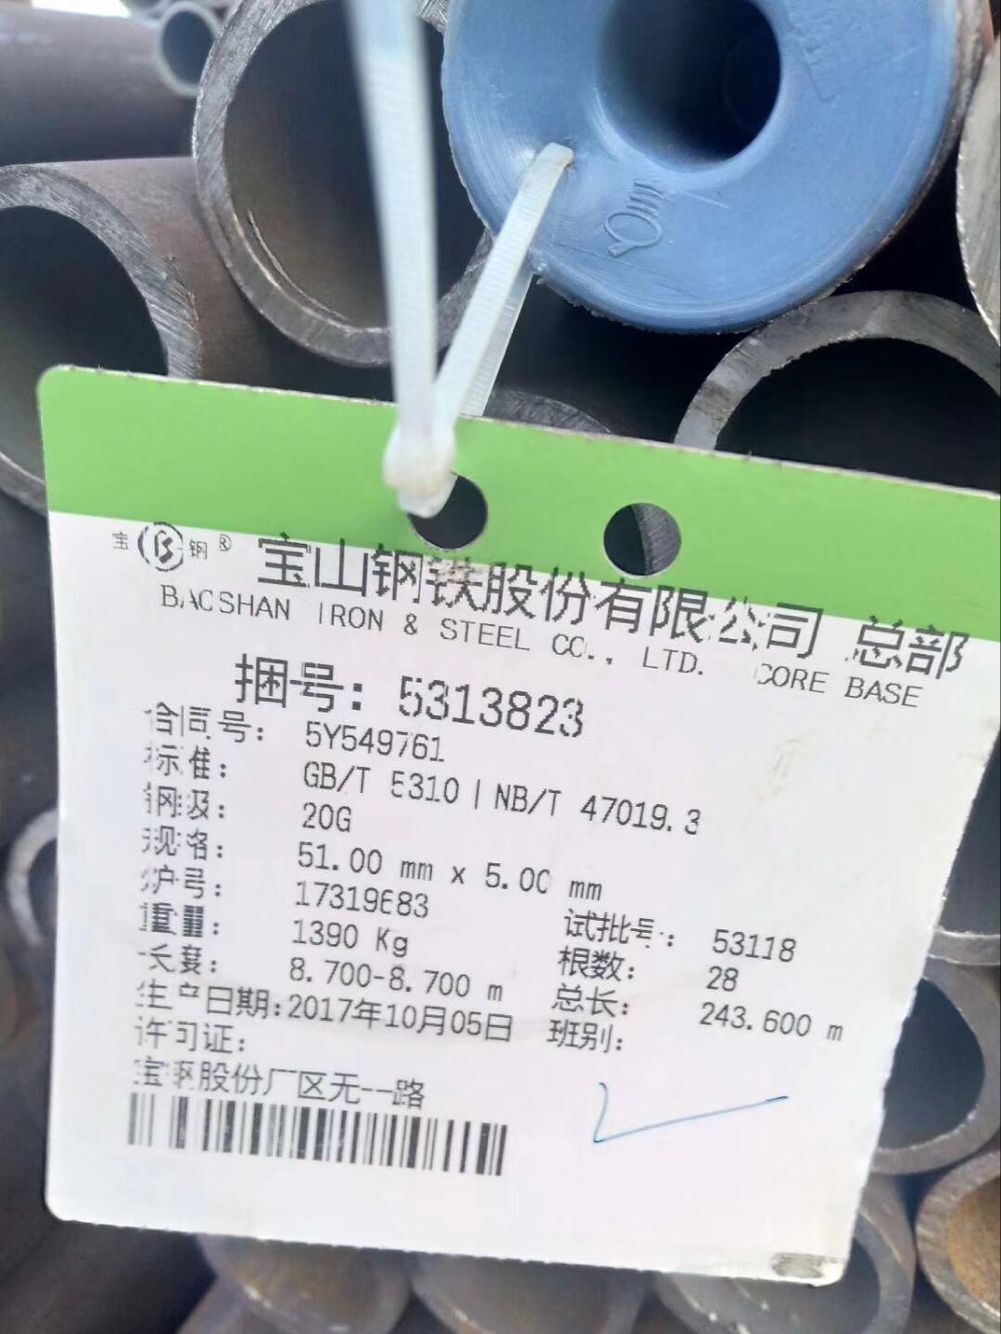 宝 钢 ®
宝山钢铁股份有限公司 总部
BAOSHAN IRON & STEEL CO., LTD. CORE BASE
捆号: 5313823
合同号: 5Y549761
标准: GB/T 5310 | NB/T 47019.3
钢级: 20G
规格: 51.00 mm x 5.00 mm
炉号: 17319683 试批号: 53118
重量: 1390 Kg 根数: 28
长度: 8.700-8.700 m 总长: 243.600 m
生产日期:2017年10月05日 班别:
许可证:
宝钢股份厂区无一路